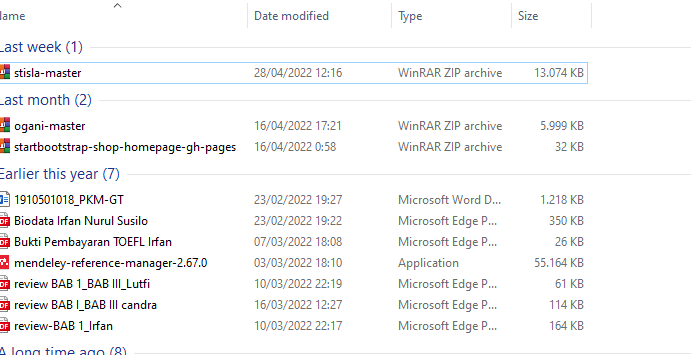 Name Date modified Type Size
Last week (1)
stisla-master 28/04/2022 12:16 WinRAR ZIP archive 13.074 KB
Last month (2)
ogani-master 16/04/2022 17:21 WinRAR ZIP archive 5.999 KB
startbootstrap-shop-homepage-gh-pages 16/04/2022 0:58 WinRAR ZIP archive 32 KB
Earlier this year (7)
1910501018_PKM-GT 23/02/2022 19:27 Microsoft Word D... 1.218 KB
Biodata Irfan Nurul Susilo 23/02/2022 19:22 Microsoft Edge P... 350 KB
Bukti Pembayaran TOEFL Irfan 07/03/2022 18:08 Microsoft Edge P... 26 KB
mendeley-reference-manager-2.67.0 03/03/2022 18:10 Application 55.164 KB
review BAB 1_BAB III_Lutfi 10/03/2022 22:19 Microsoft Edge P... 61 KB
review BAB I_BAB III candra 16/03/2022 12:27 Microsoft Edge P... 114 KB
review-BAB 1_Irfan 10/03/2022 22:17 Microsoft Edge P... 164 KB
A long time ago (8)